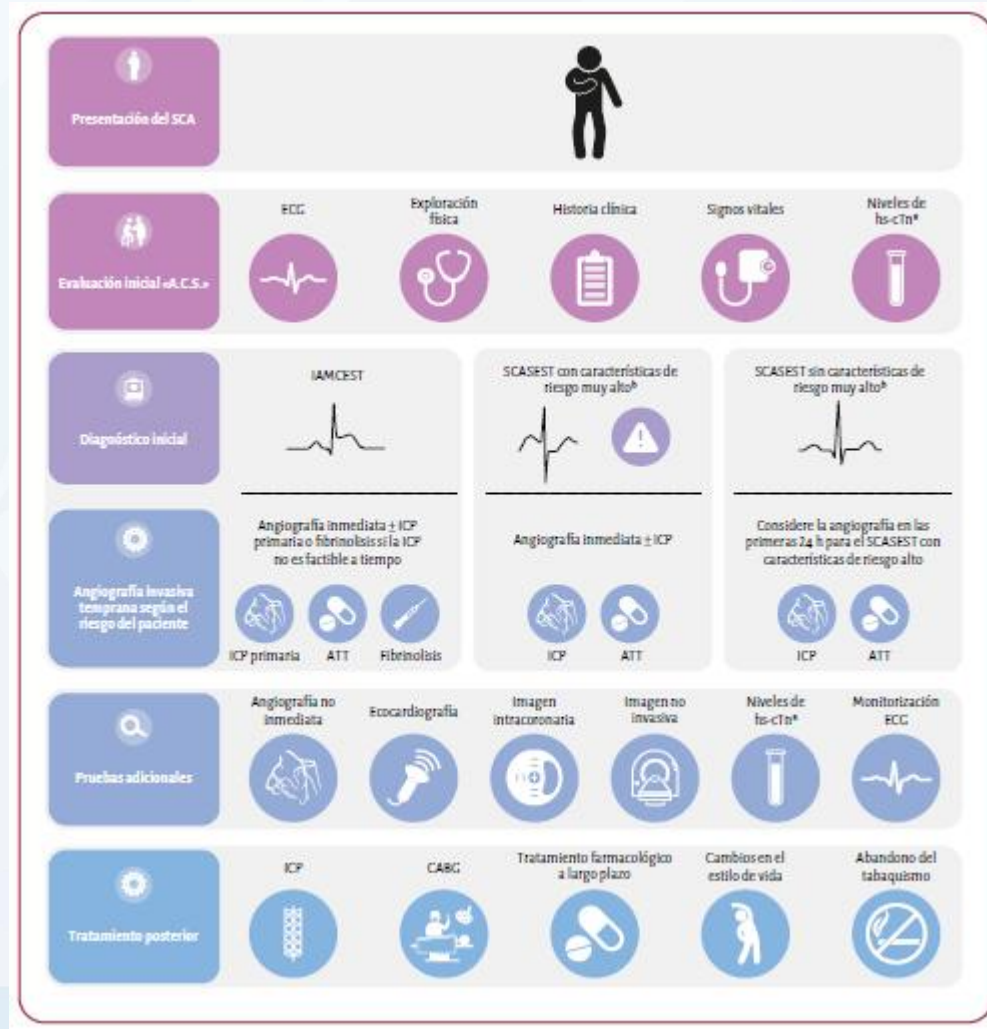 Presentación del SCA
Evaluación inicial «A.C.S.»
ECG
Exploración
física
Historia clínica
Signos vitales
Niveles de
hs-cTnª
Diagnóstico inicial
IAMCEST
SCASEST con características de
riesgo muy altoᵇ
SCASEST sin características de
riesgo muy altoᵇ
Angiografía invasiva
temprana según el
riesgo del paciente
Angiografía inmediata ± ICP
primaria o fibrinolisis si la ICP
no es factible a tiempo
ICP primaria
ATT
Fibrinolisis
Angiografía inmediata ± ICP
ICP
ATT
Considere la angiografía en las
primeras 24 h para el SCASEST con
características de riesgo alto
ICP
ATT
Pruebas adicionales
Angiografía no
inmediata
Ecocardiografía
Imagen
intracoronaria
Imagen no
invasiva
Niveles de
hs-cTnª
Monitorización
ECG
Tratamiento posterior
ICP
CABG
Tratamiento farmacológico
a largo plazo
Cambios en el
estilo de vida
Abandono del
tabaquismo